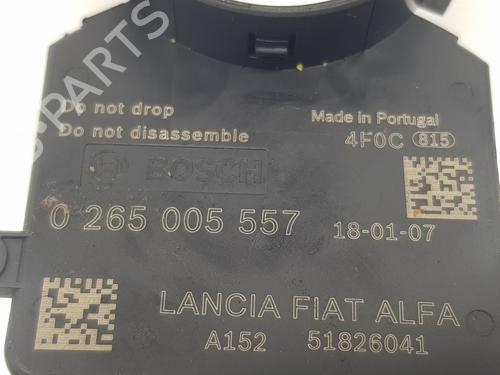 Do not drop
Do not disassemble
Made in Portugal
4F0C 815
BOSCH
0 265 005 557
18-01-07
LANCIA FIAT ALFA
A152 51826041
PARTS